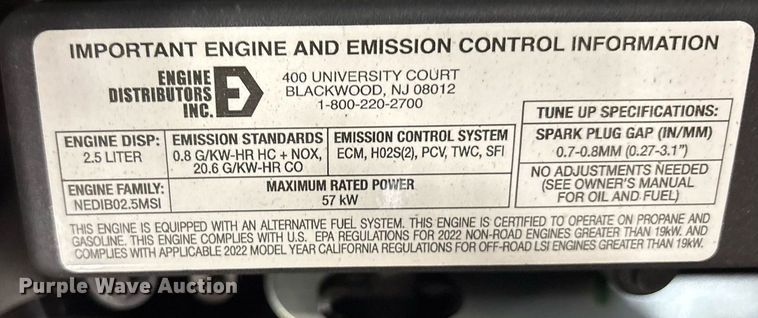 IMPORTANT ENGINE AND EMISSION CONTROL INFORMATION
ENGINE
DISTRIBUTORS
INC.
400 UNIVERSITY COURT
BLACKWOOD, NJ 08012
1-800-220-2700
ENGINE DISP:
2.5 LITER
EMISSION STANDARDS
0.8 G/KW-HR HC + NOX,
20.6 G/KW-HR CO
EMISSION CONTROL SYSTEM
ECM, H02S(2), PCV, TWC, SFI
ENGINE FAMILY:
NEDIB02.5MSI
MAXIMUM RATED POWER
57 kW
TUNE UP SPECIFICATIONS:
SPARK PLUG GAP (IN/MM)
0.7-0.8MM (0.27-3.1")
NO ADJUSTMENTS NEEDED
(SEE OWNER'S MANUAL
FOR OIL AND FUEL)
THIS ENGINE IS EQUIPPED WITH AN ALTERNATIVE FUEL SYSTEM. THIS ENGINE IS CERTIFIED TO OPERATE ON PROPANE AND
GASOLINE. THIS ENGINE COMPLIES WITH U.S. EPA REGULATIONS FOR 2022 NON-ROAD ENGINES GREATER THAN 19kW. AND
COMPLIES WITH APPLICABLE 2022 MODEL YEAR CALIFORNIA REGULATIONS FOR OFF-ROAD LSI ENGINES GREATER THAN 19kW.
Purple Wave Auction